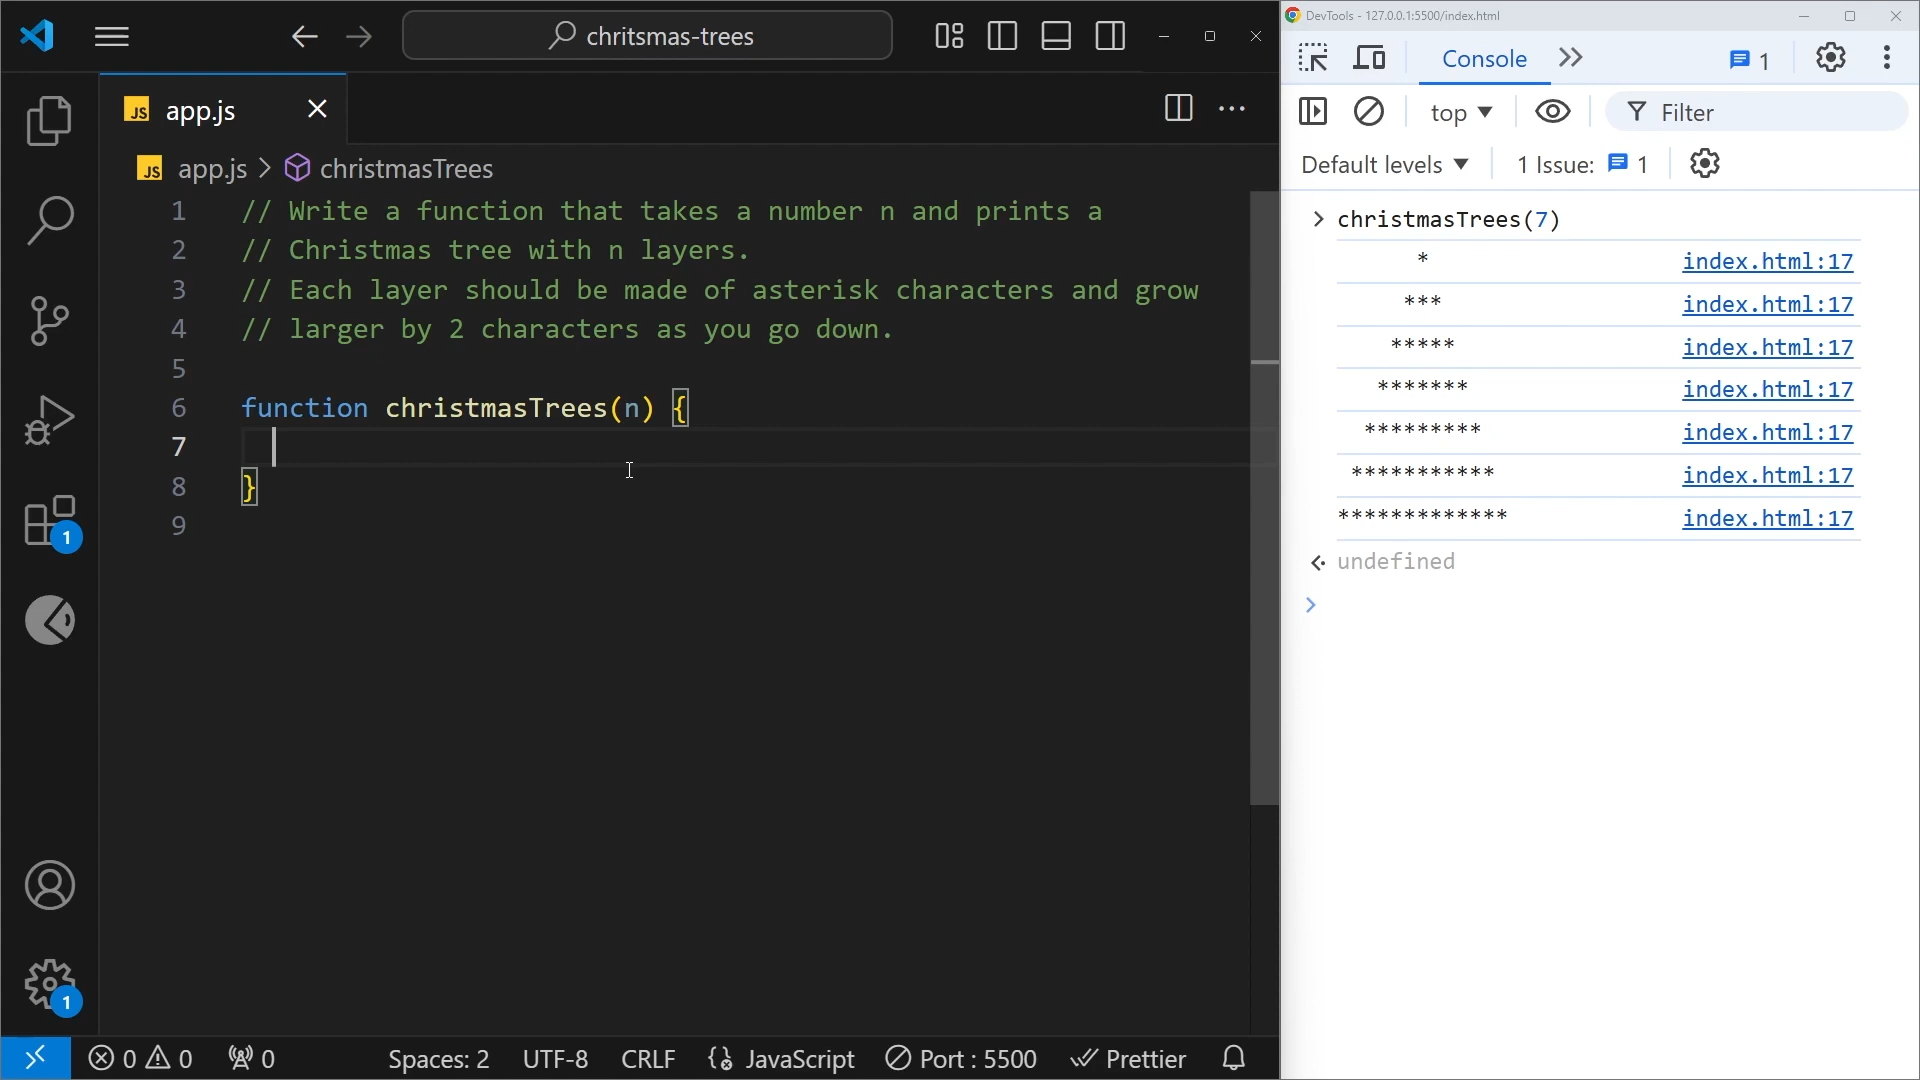 chritsmas-trees
JS app.js
JS app.js > christmasTrees
1 // Write a function that takes a number n and prints a
2 // Christmas tree with n layers.
3 // Each layer should be made of asterisk characters and grow
4 // larger by 2 characters as you go down.
5
6 function christmasTrees(n) {
7
8 }
9
1
1
0 0 0 Spaces: 2 UTF-8 CRLF JavaScript Port : 5500 Prettier
DevTools - 127.0.0.1:5500/index.html
Console 1
top Filter
Default levels 1 Issue: 1
christmasTrees(7)
* index.html:17
*** index.html:17
***** index.html:17
******* index.html:17
********* index.html:17
*********** index.html:17
************* index.html:17
undefined